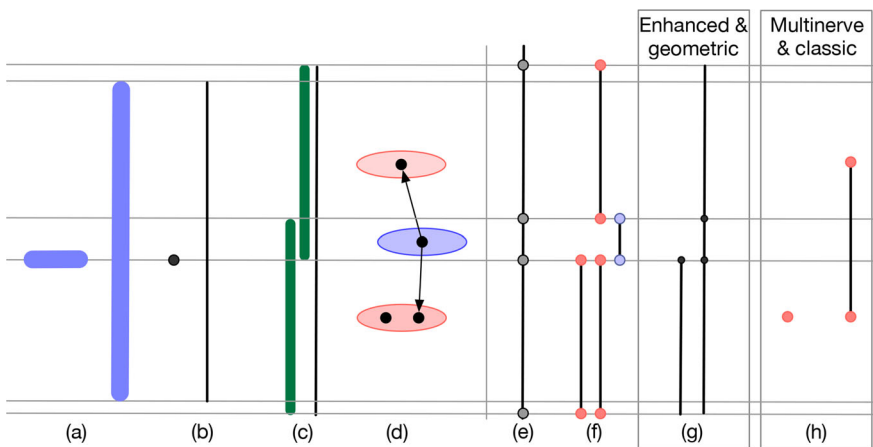 Enhanced &
geometric
Multinerve
& classic
(a)
(b)
(c)
(d)
(e)
(f)
(g)
(h)